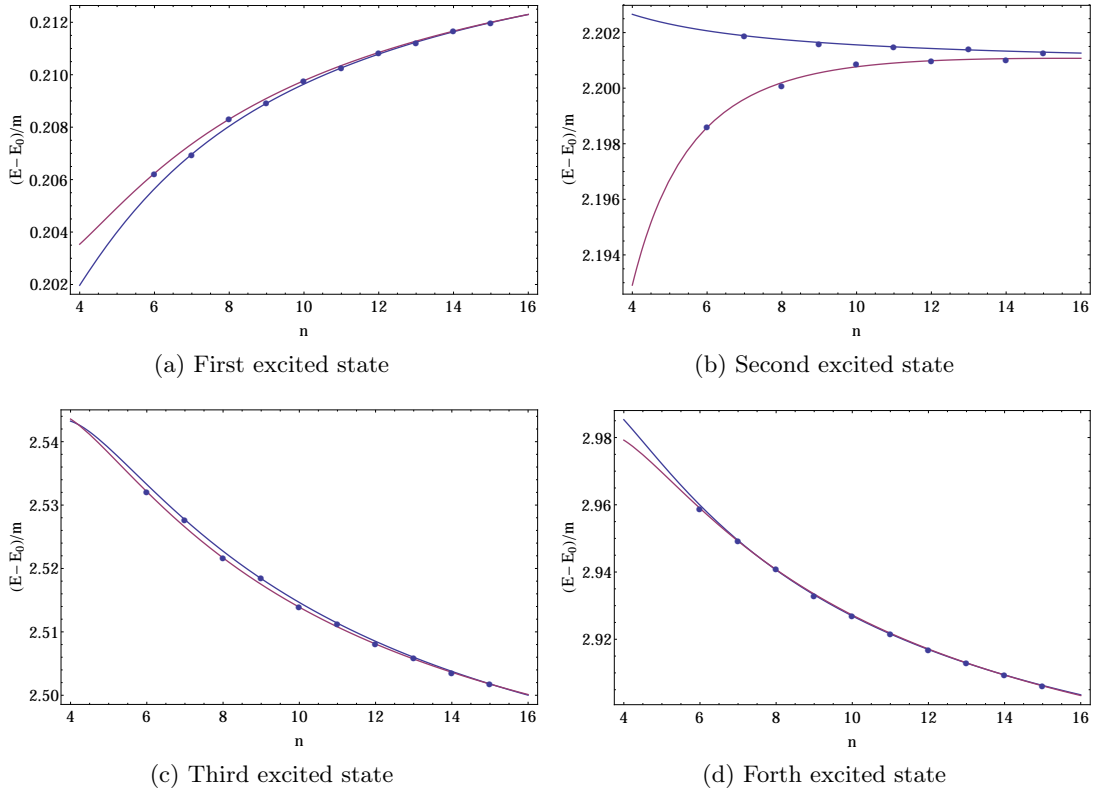 0.212
0.210
0.208
0.206
0.204
0.202
(E − E₀)/m
4 6 8 10 12 14 16
n
(a) First excited state
2.202
2.200
2.198
2.196
2.194
(E − E₀)/m
4 6 8 10 12 14 16
n
(b) Second excited state
2.54
2.53
2.52
2.51
2.50
(E − E₀)/m
4 6 8 10 12 14 16
n
(c) Third excited state
2.98
2.96
2.94
2.92
(E − E₀)/m
4 6 8 10 12 14 16
n
(d) Forth excited state